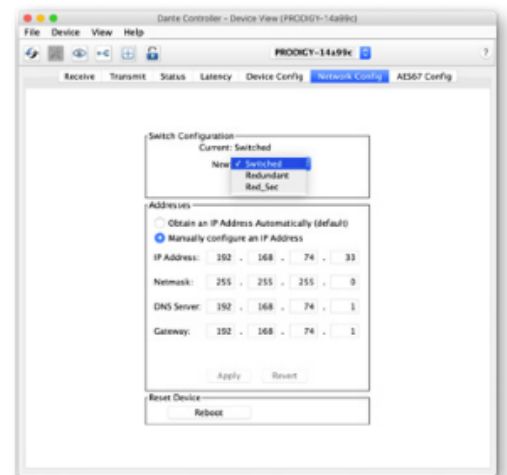 Dante Controller - Device View (PRODIGY-14a99c)
File Device View Help
PRODIGY-14a99c ?
Receive Transmit Status Latency Device Config Network Config AES67 Config
Switch Configuration
Current: Switched
New: ✓ Switched
Redundant
Red_Sec
Addresses
Obtain an IP Address Automatically (default)
Manually configure an IP Address
IP Address: 192 . 168 . 74 . 33
Netmask: 255 . 255 . 255 . 0
DNS Server: 192 . 168 . 74 . 1
Gateway: 192 . 168 . 74 . 1
Apply Revert
Reset Device
Reboot